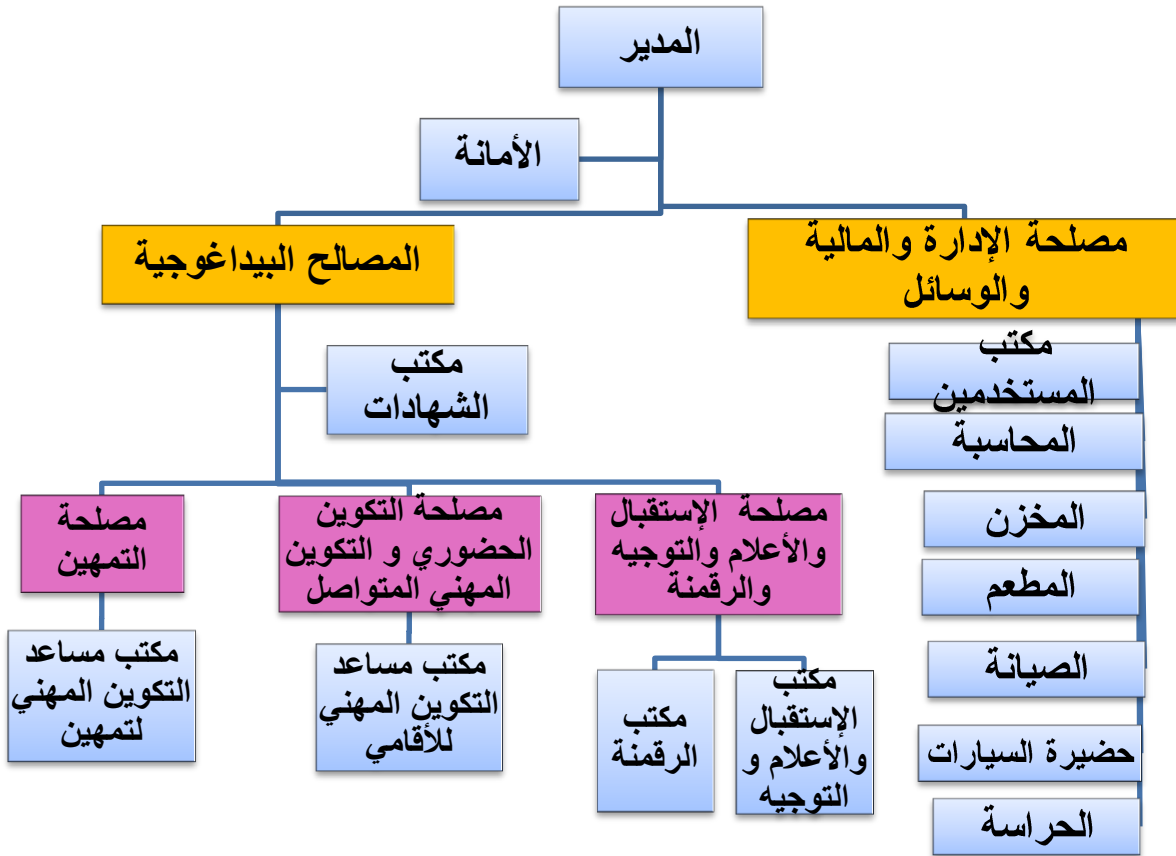 المدير
الأمانة
مصلحة الإدارة والمالية
والوسائل
المصالح البيداغوجية
مكتب
المستخدمين
المحاسبة
المخزن
المطعم
الصيانة
حضيرة السيارات
الحراسة
مكتب
الشهادات
مصلحة الإستقبال
والأعلام والتوجيه
والرقمنة
مصلحة التكوين
الحضوري و التكوين
المهني المتواصل
مصلحة
التمهين
مكتب
الإستقبال
والأعلام و
التوجيه
مكتب
الرقمنة
مكتب مساعد
التكوين المهني
للأقامي
مكتب مساعد
التكوين المهني
لتمهين